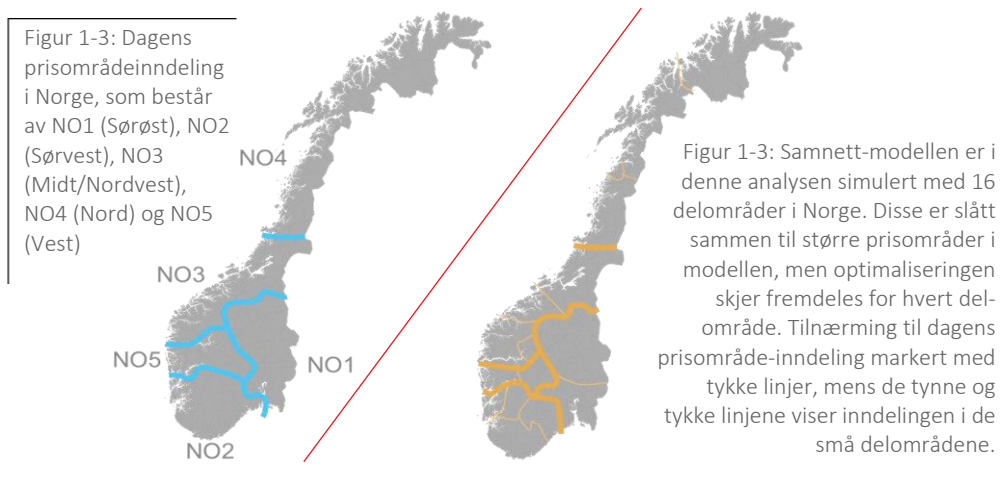 Figur 1-3: Dagens
prisområdeinndeling
i Norge, som består
av NO1 (Sørøst), NO2
(Sørvest), NO3
(Midt/Nordvest),
NO4 (Nord) og NO5
(Vest)
NO4
NO3
NO5
NO1
NO2
Figur 1-3: Samnett-modellen er i
denne analysen simulert med 16
delområder i Norge. Disse er slått
sammen til større prisområder i
modellen, men optimaliseringen
skjer fremdeles for hvert del-
område. Tilnærming til dagens
prisområde-inndeling markert med
tykke linjer, mens de tynne og
tykke linjene viser inndelingen i de
små delområdene.